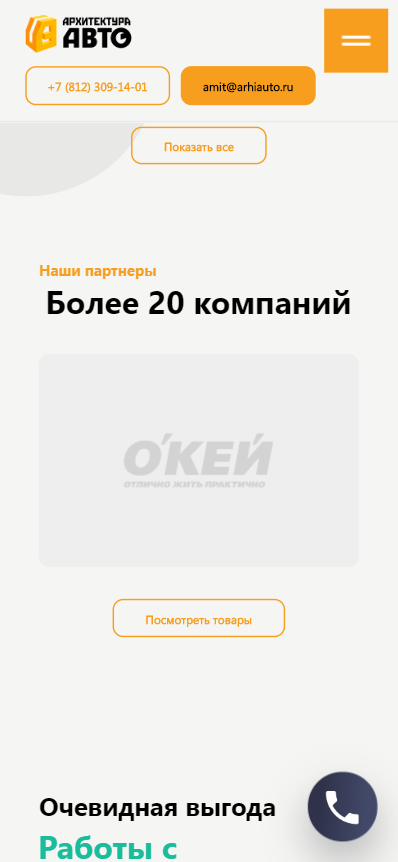 АРХИТЕКТУРА
АВТО
+7 (812) 309-14-01
amit@arhiauto.ru
Показать все
Наши партнеры
Более 20 компаний
О'КЕЙ
ОТЛИЧНО ЖИТЬ ПРАКТИЧНО
Посмотреть товары
Очевидная выгода
Работы с